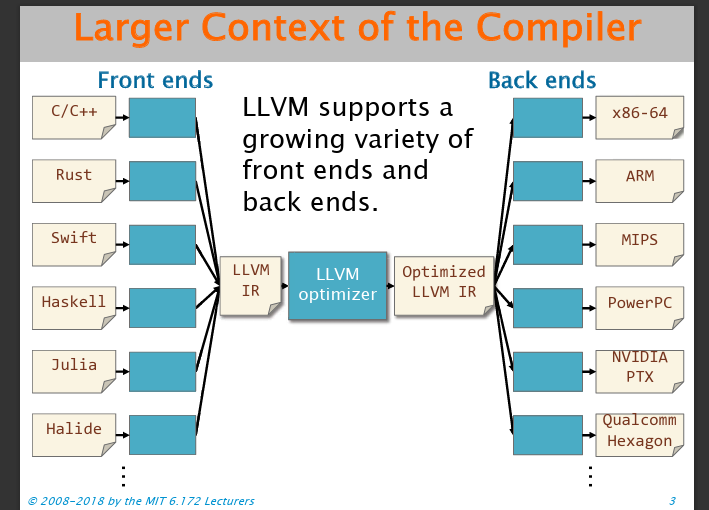 Larger Context of the Compiler
Front ends
Back ends
LLVM supports a
growing variety of
front ends and
back ends.
C/C++
Rust
Swift
Haskell
Julia
Halide
LLVM
IR
LLVM
optimizer
Optimized
LLVM IR
x86-64
ARM
MIPS
PowerPC
NVIDIA
PTX
Qualcomm
Hexagon
© 2008-2018 by the MIT 6.172 Lecturers
3